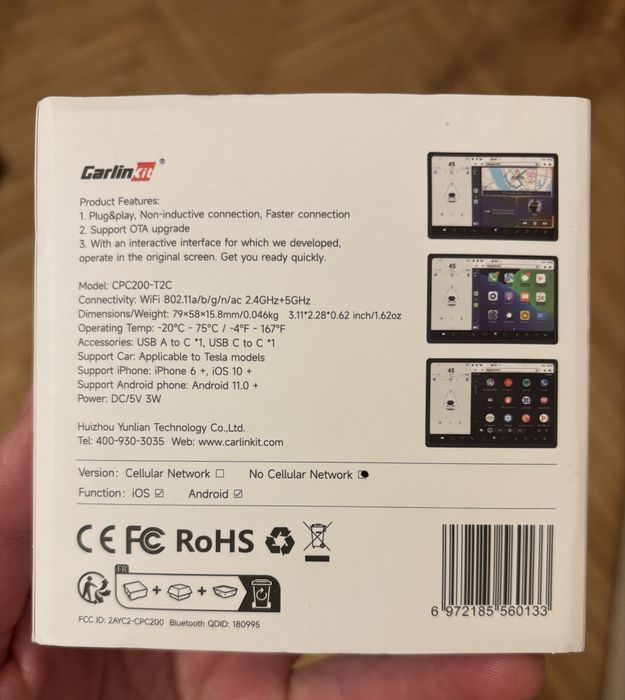 Carlinkit®
Product Features:
1. Plug&play, Non-inductive connection, Faster connection
2. Support OTA upgrade
3. With an interactive interface for which we developed,
operate in the original screen. Get you ready quickly.
Model: CPC200-T2C
Connectivity: WiFi 802.11a/b/g/n/ac 2.4GHz+5GHz
Dimensions/Weight: 79×58×15.8mm/0.046kg 3.11*2.28*0.62 inch/1.62oz
Operating Temp: -20°C - 75°C / -4°F - 167°F
Accessories: USB A to C *1, USB C to C *1
Support Car: Applicable to Tesla models
Support iPhone: iPhone 6 +, iOS 10 +
Support Android phone: Android 11.0 +
Power: DC/5V 3W
Huizhou Yunlian Technology Co.,Ltd.
Tel: 400-930-3035 Web: www.carlinkit.com
Version: Cellular Network ☐ No Cellular Network ☑
Function: iOS ☑ Android ☑
CE FC RoHS
FR
FCC ID: 2AYC2-CPC200 Bluetooth QDID: 180995
6 972185 560133
45
45
45